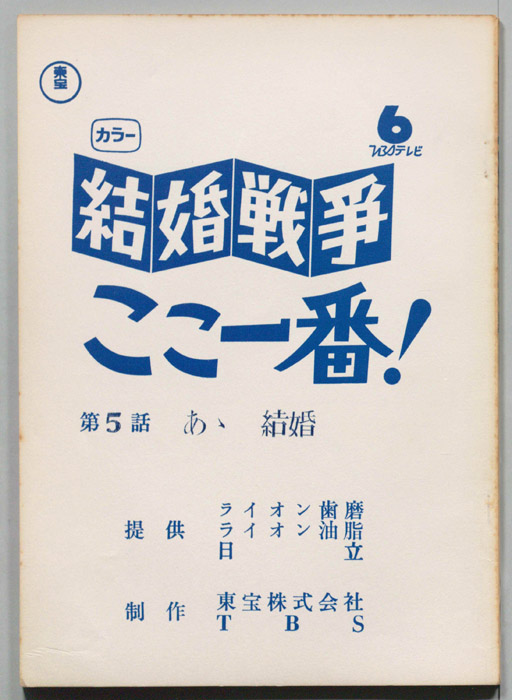 東宝
カラー
6
TBSテレビ
結婚戦争
ここ一番!
第5話 あゝ 結婚
提供
ライオン歯磨
ライオン油脂
日立
制作
東宝株式会社
TBS